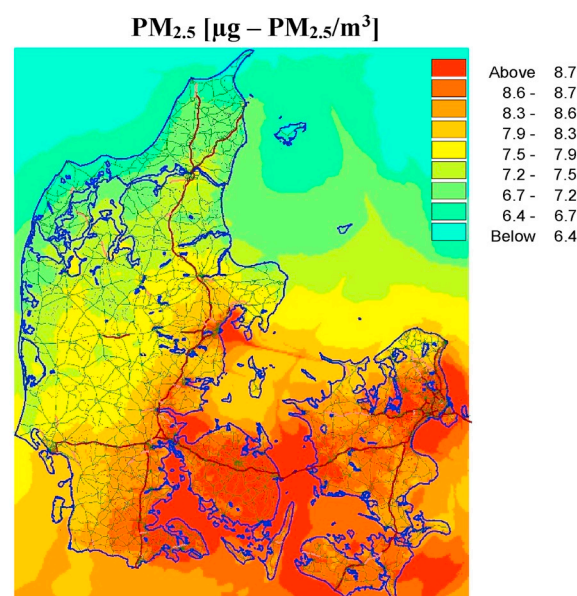 PM₂.₅ [µg – PM₂.₅/m³]
Above 8.7
8.6 - 8.7
8.3 - 8.6
7.9 - 8.3
7.5 - 7.9
7.2 - 7.5
6.7 - 7.2
6.4 - 6.7
Below 6.4